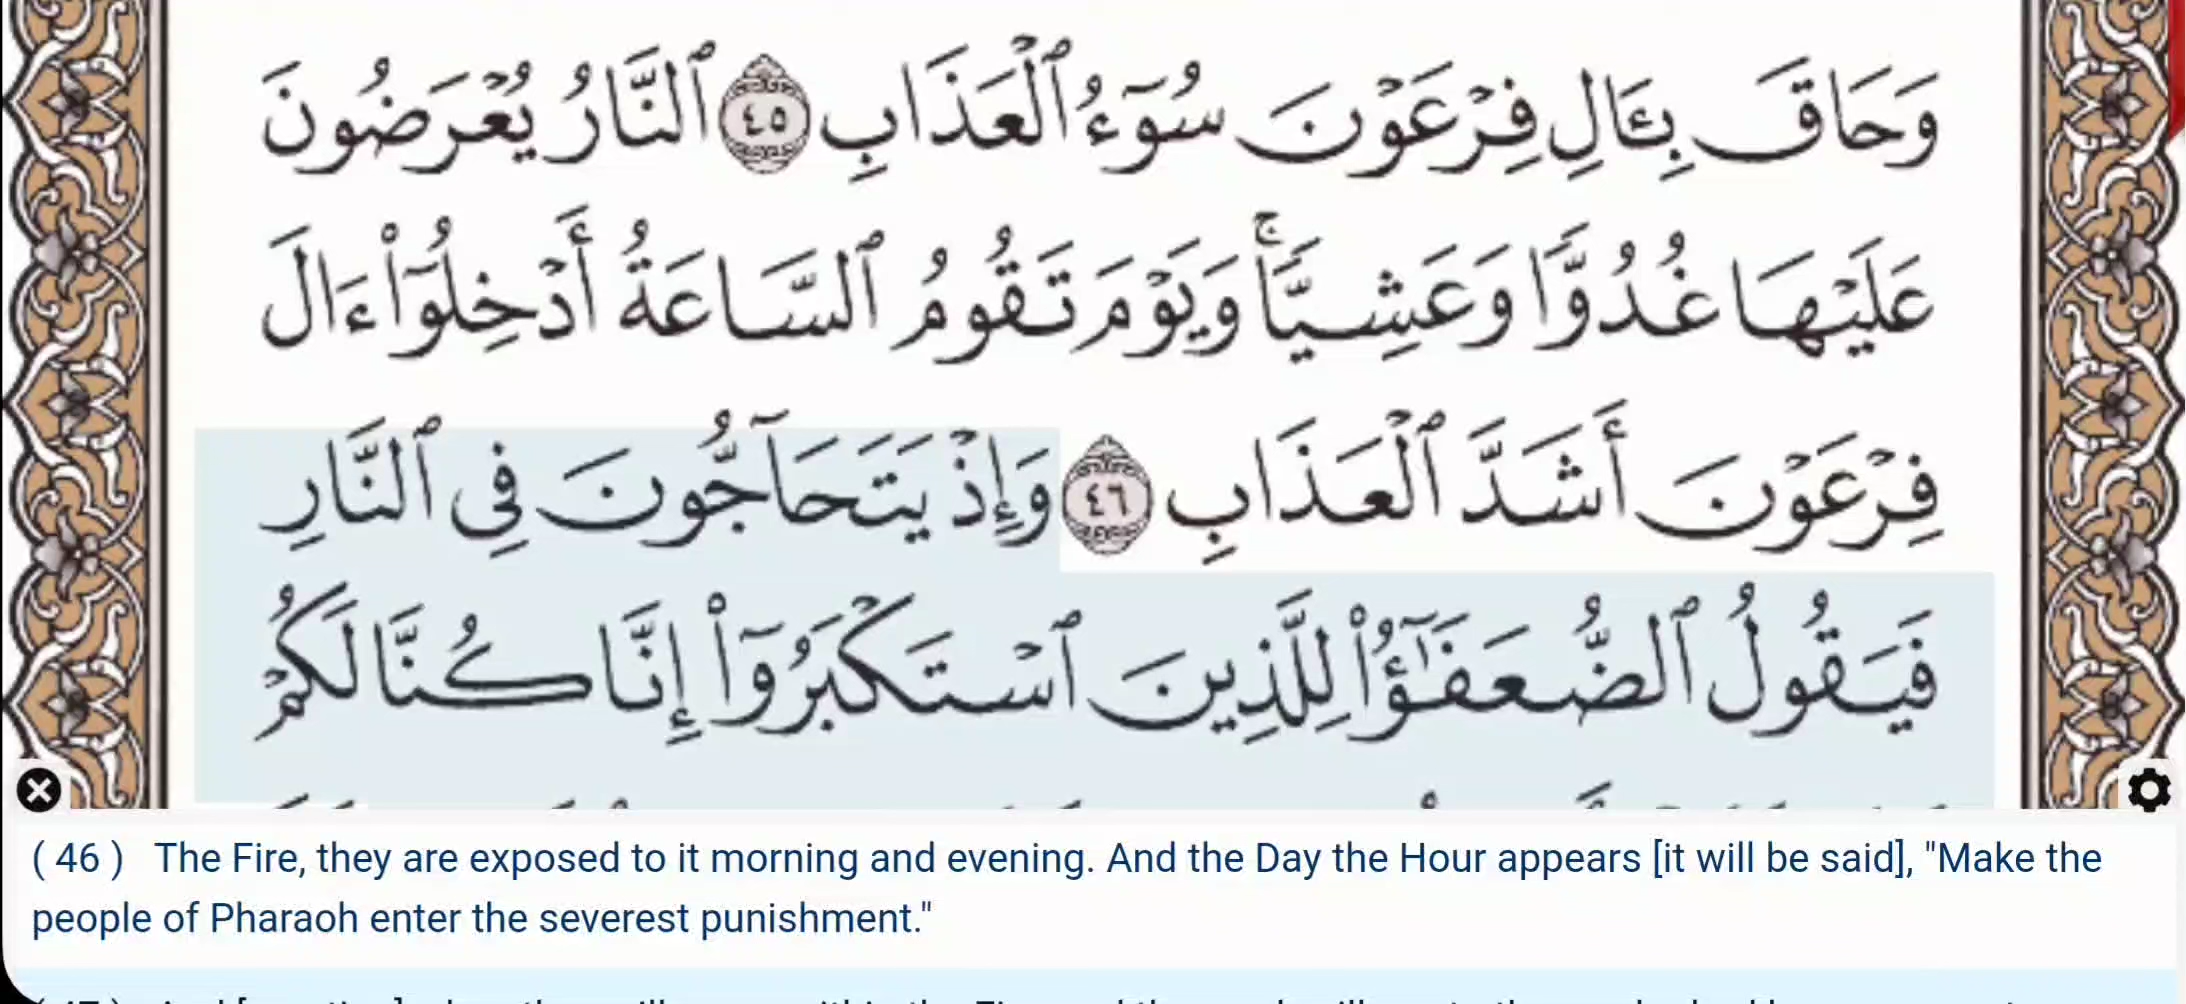 وَحَاقَ بِـَٔالِ فِرْعَوْنَ سُوٓءُ ٱلْعَذَابِ ٤٥ ٱلنَّارُ يُعْرَضُونَ
عَلَيْهَا غُدُوًّا وَعَشِيًّاۚ وَيَوْمَ تَقُومُ ٱلسَّاعَةُ أَدْخِلُوٓا۟ ءَالَ
فِرْعَوْنَ أَشَدَّ ٱلْعَذَابِ ٤٦ وَإِذْ يَتَحَآجُّونَ فِى ٱلنَّارِ
فَيَقُولُ ٱلضُّعَفَـٰٓؤُا۟ لِلَّذِينَ ٱسْتَكْبَرُوٓا۟ إِنَّا كُنَّا لَكُمْ
( 46 ) The Fire, they are exposed to it morning and evening. And the Day the Hour appears [it will be said], "Make the
people of Pharaoh enter the severest punishment."